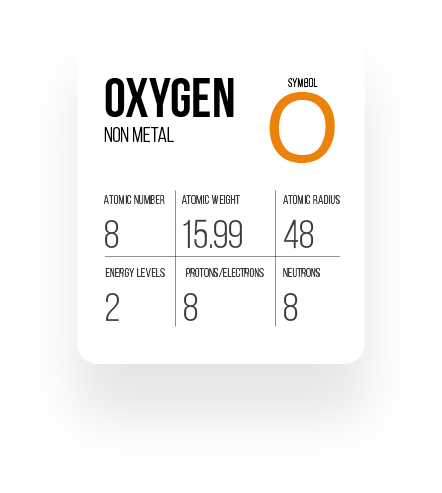 OXYGEN
NON METAL
SYMBOL
O
ATOMIC NUMBER
8
ATOMIC WEIGHT
15.99
ATOMIC RADIUS
48
ENERGY LEVELS
2
PROTONS/ELECTRONS
8
NEUTRONS
8